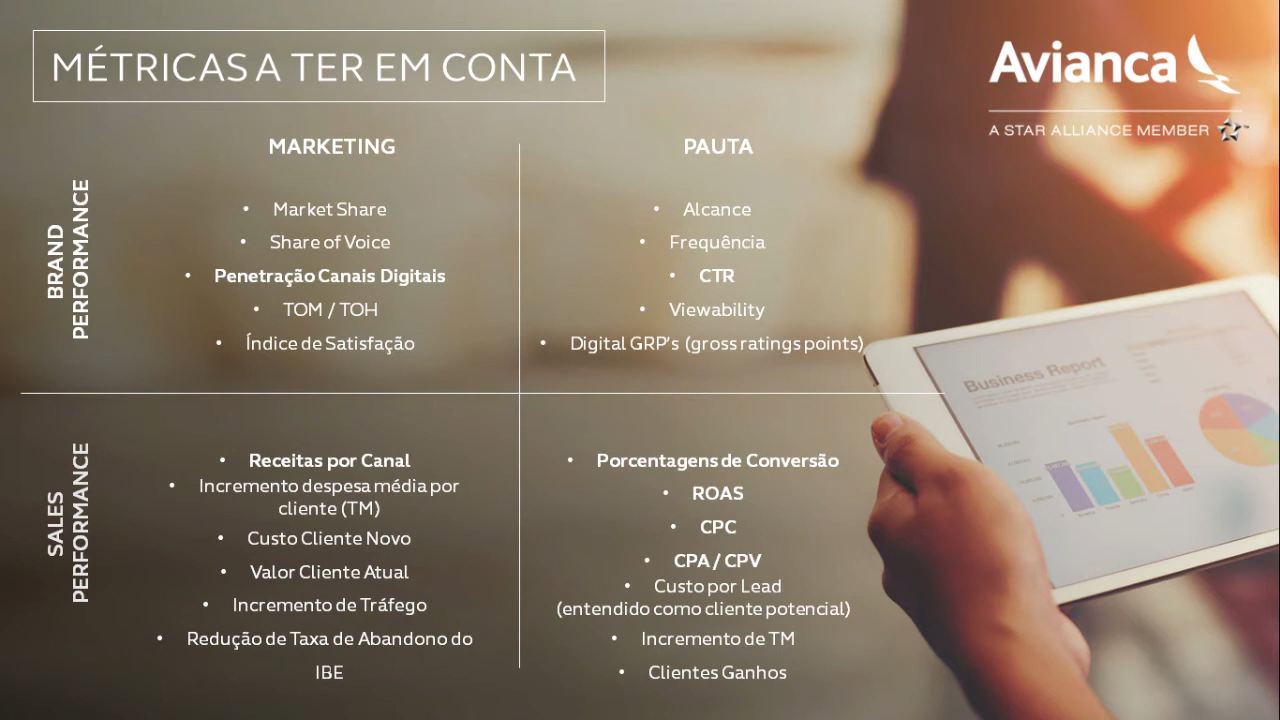 MÉTRICAS A TER EM CONTA
Avianca
A STAR ALLIANCE MEMBER
MARKETING
PAUTA
BRAND
PERFORMANCE
• Market Share
• Share of Voice
• Penetração Canais Digitais
• TOM / TOH
• Índice de Satisfação
• Alcance
• Frequência
• CTR
• Viewability
• Digital GRP's (gross ratings points)
Business Report
SALES
PERFORMANCE
• Receitas por Canal
• Incremento despesa média por
cliente (TM)
• Custo Cliente Novo
• Valor Cliente Atual
• Incremento de Tráfego
• Redução de Taxa de Abandono do
IBE
• Porcentagens de Conversão
• ROAS
• CPC
• CPA / CPV
• Custo por Lead
(entendido como cliente potencial)
• Incremento de TM
• Clientes Ganhos